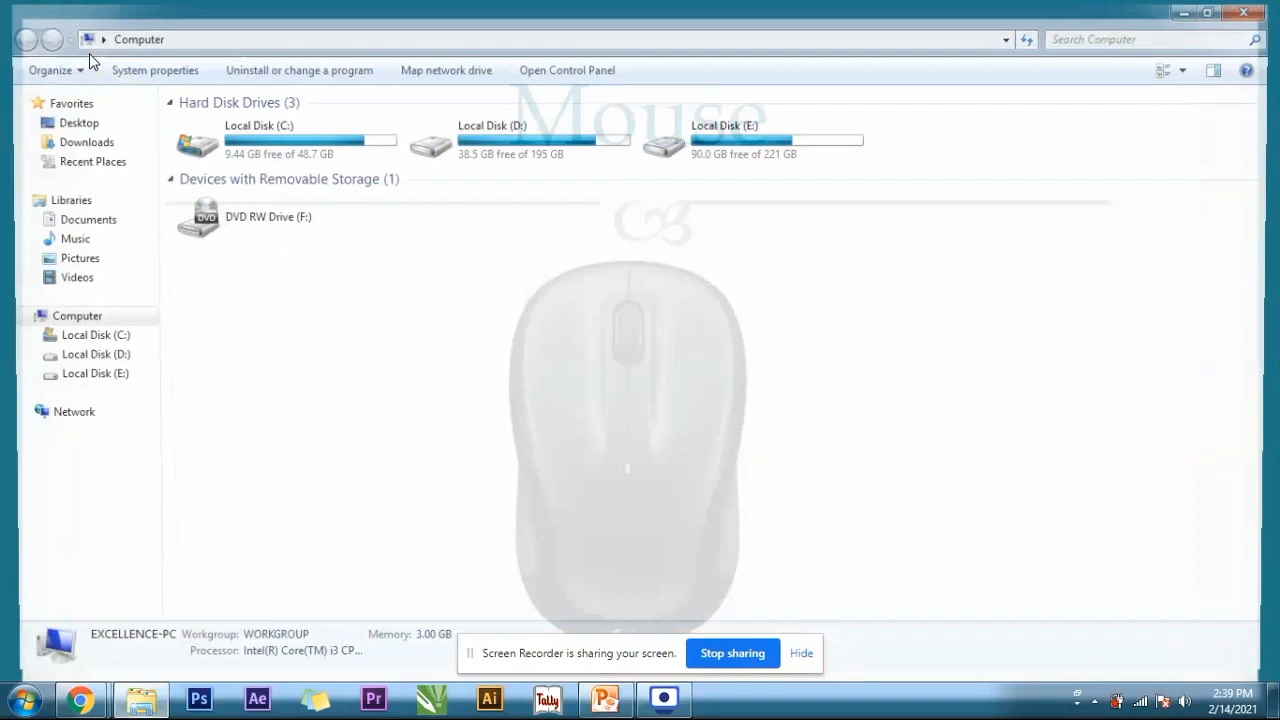 Computer
Search Computer
Organize
System properties
Uninstall or change a program
Map network drive
Open Control Panel
Favorites
Desktop
Downloads
Recent Places
Libraries
Documents
Music
Pictures
Videos
Computer
Local Disk (C:)
Local Disk (D:)
Local Disk (E:)
Network
Mouse
Hard Disk Drives (3)
Local Disk (C:)
9.44 GB free of 48.7 GB
Local Disk (D:)
38.5 GB free of 195 GB
Local Disk (E:)
90.0 GB free of 221 GB
Devices with Removable Storage (1)
DVD
DVD RW Drive (F:)
EXCELLENCE-PC
Workgroup: WORKGROUP
Memory: 3.00 GB
Processor: Intel(R) Core(TM) i3 CP...
Screen Recorder is sharing your screen.
Stop sharing
Hide
Ps
Ae
Pr
Ai
Tally
2:39 PM
2/14/2021